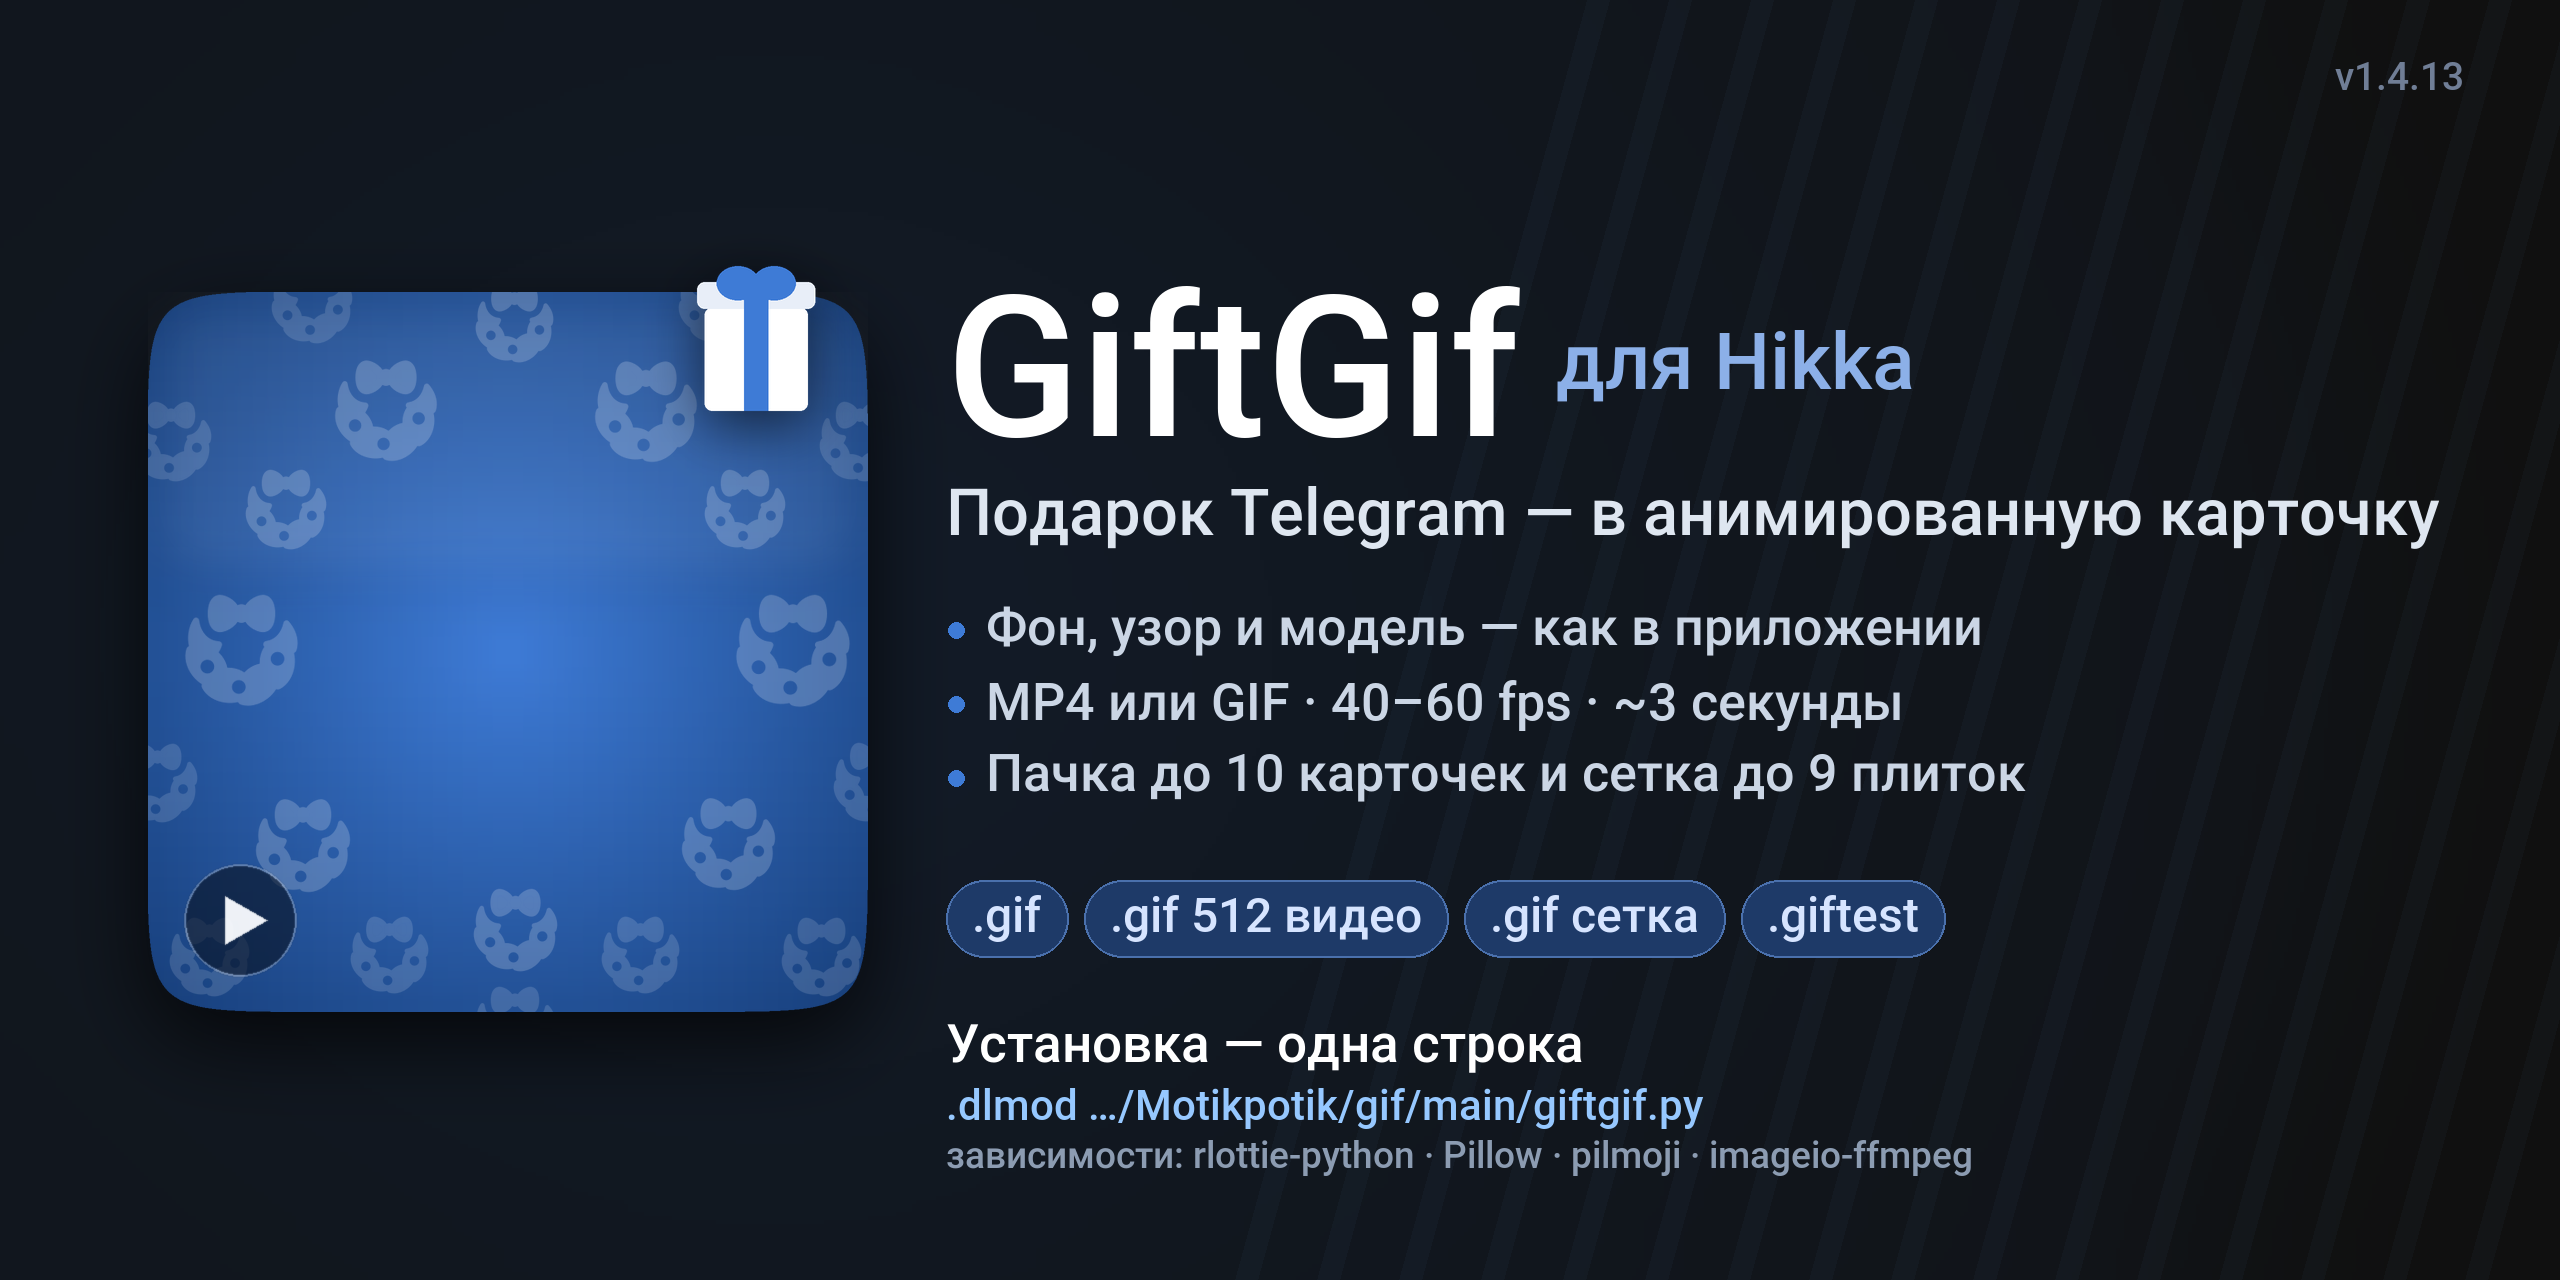 v1.4.13
GiftGif для Hikka
Подарок Telegram — в анимированную карточку
• Фон, узор и модель — как в приложении
• MP4 или GIF · 40–60 fps · ~3 секунды
• Пачка до 10 карточек и сетка до 9 плиток
.gif .gif 512 видео .gif сетка .giftest
Установка — одна строка
.dlmod …/Motikpotik/gif/main/giftgif.py
зависимости: rlottie-python · Pillow · pilmoji · imageio-ffmpeg